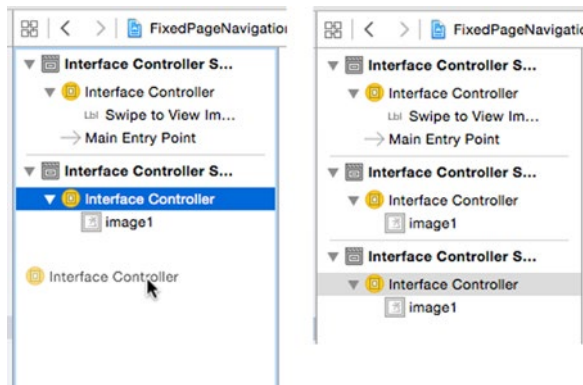 FixedPageNavigation
Interface Controller S...
Interface Controller
Lbl Swipe to View Im...
Main Entry Point
Interface Controller S...
Interface Controller
image1
Interface Controller
FixedPageNavigatio
Interface Controller S...
Interface Controller
Lbl Swipe to View Im...
Main Entry Point
Interface Controller S...
Interface Controller
image1
Interface Controller S...
Interface Controller
image1